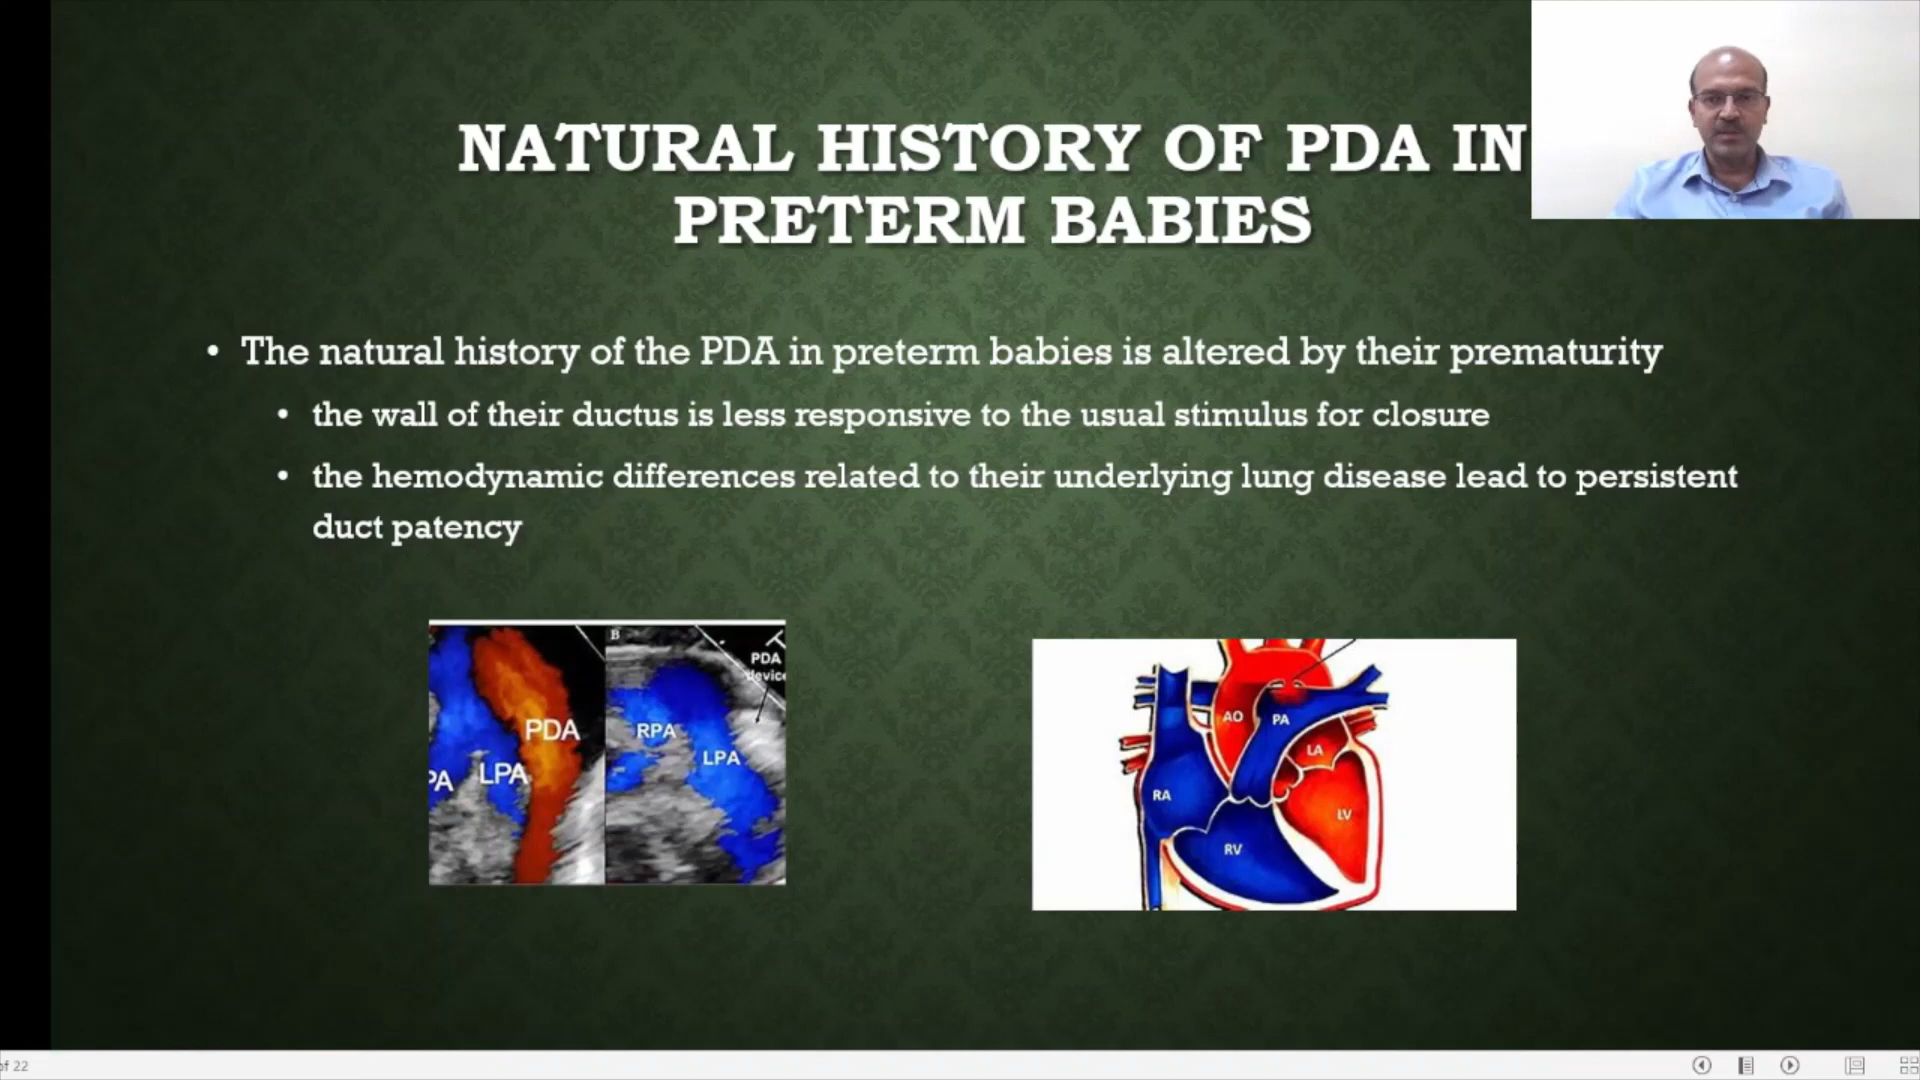 NATURAL HISTORY OF PDA IN
PRETERM BABIES
• The natural history of the PDA in preterm babies is altered by their prematurity
• the wall of their ductus is less responsive to the usual stimulus for closure
• the hemodynamic differences related to their underlying lung disease lead to persistent
duct patency
PDA
PA LPA
B
PDA
device
RPA
LPA
AO PA
LA
RA
LV
RV
of 22